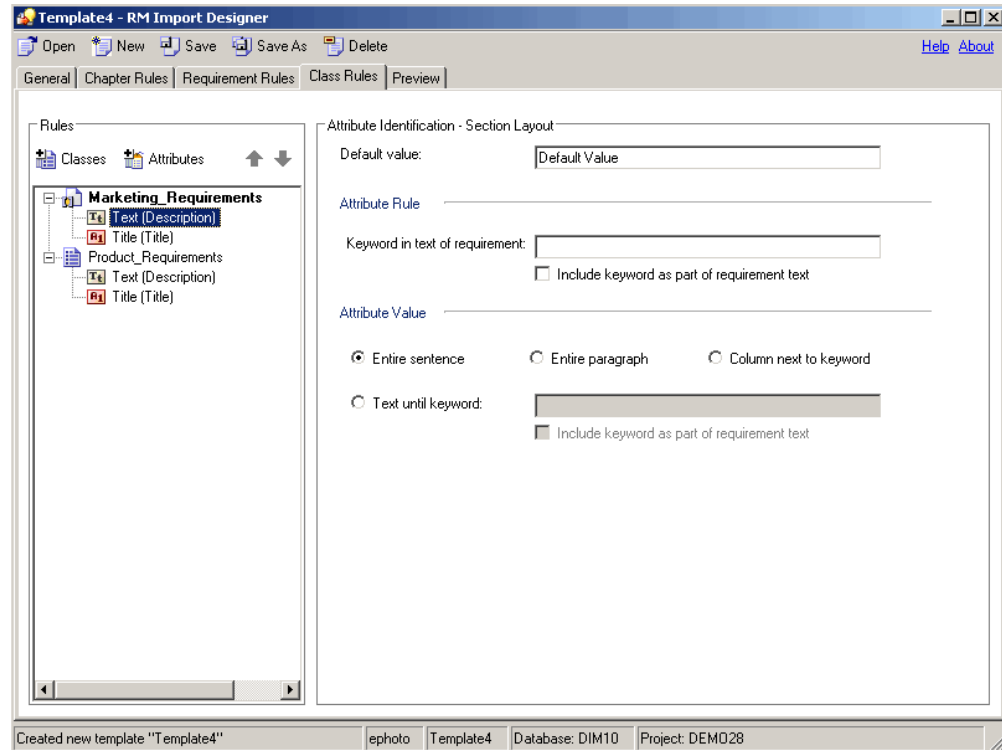 Template4 - RM Import Designer
Open New Save Save As Delete Help About
General Chapter Rules Requirement Rules Class Rules Preview
Rules
Classes Attributes
Marketing_Requirements
Text (Description)
Title (Title)
Product_Requirements
Text (Description)
Title (Title)
Attribute Identification - Section Layout
Default value: Default Value
Attribute Rule
Keyword in text of requirement:
Include keyword as part of requirement text
Attribute Value
Entire sentence Entire paragraph Column next to keyword
Text until keyword:
Include keyword as part of requirement text
Created new template "Template4" ephoto Template4 Database: DIM10 Project: DEMO28